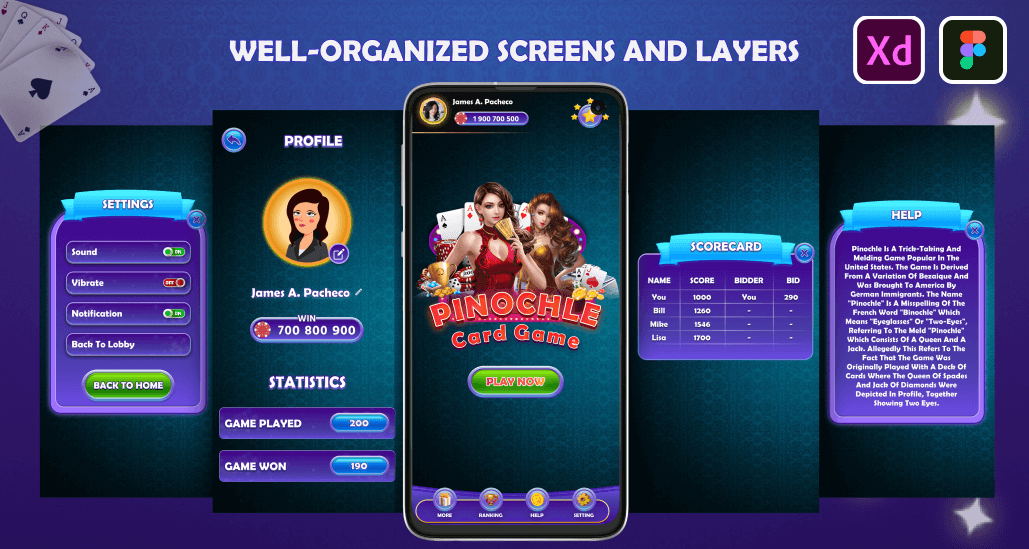 WELL-ORGANIZED SCREENS AND LAYERS
Xd
SETTINGS
Sound
ON
Vibrate
OFF
Notification
ON
Back To Lobby
BACK TO HOME
PROFILE
James A. Pacheco
WIN
700 800 900
STATISTICS
GAME PLAYED
200
GAME WON
190
James A. Pacheco
1 900 700 500
PINOCHLE
Card Game
PLAY NOW
MORE
RANKING
HELP
SETTING
SCORECARD
NAME SCORE BIDDER BID
You 1000 You 290
Bill 1260 - -
Mike 1546 - -
Lisa 1700 - -
HELP
Pinochle Is A Trick-Taking And
Melding Game Popular In The
United States. The Game Is Derived
From A Variation Of Bezaique And
Was Brought To America By
German Immigrants. The Name
"Pinochle" Is A Misspelling Of The
French Word "Binochle" Which
Means "Eyeglasses" Or "Two-Eyes",
Referring To The Meld "Pinochle"
Which Consists Of A Queen And A
Jack. Allegedly This Refers To The
Fact That The Game Was
Originally Played With A Deck Of
Cards Where The Queen Of Spades
And Jack Of Diamonds Were
Depicted In Profile, Together
Showing Two Eyes.